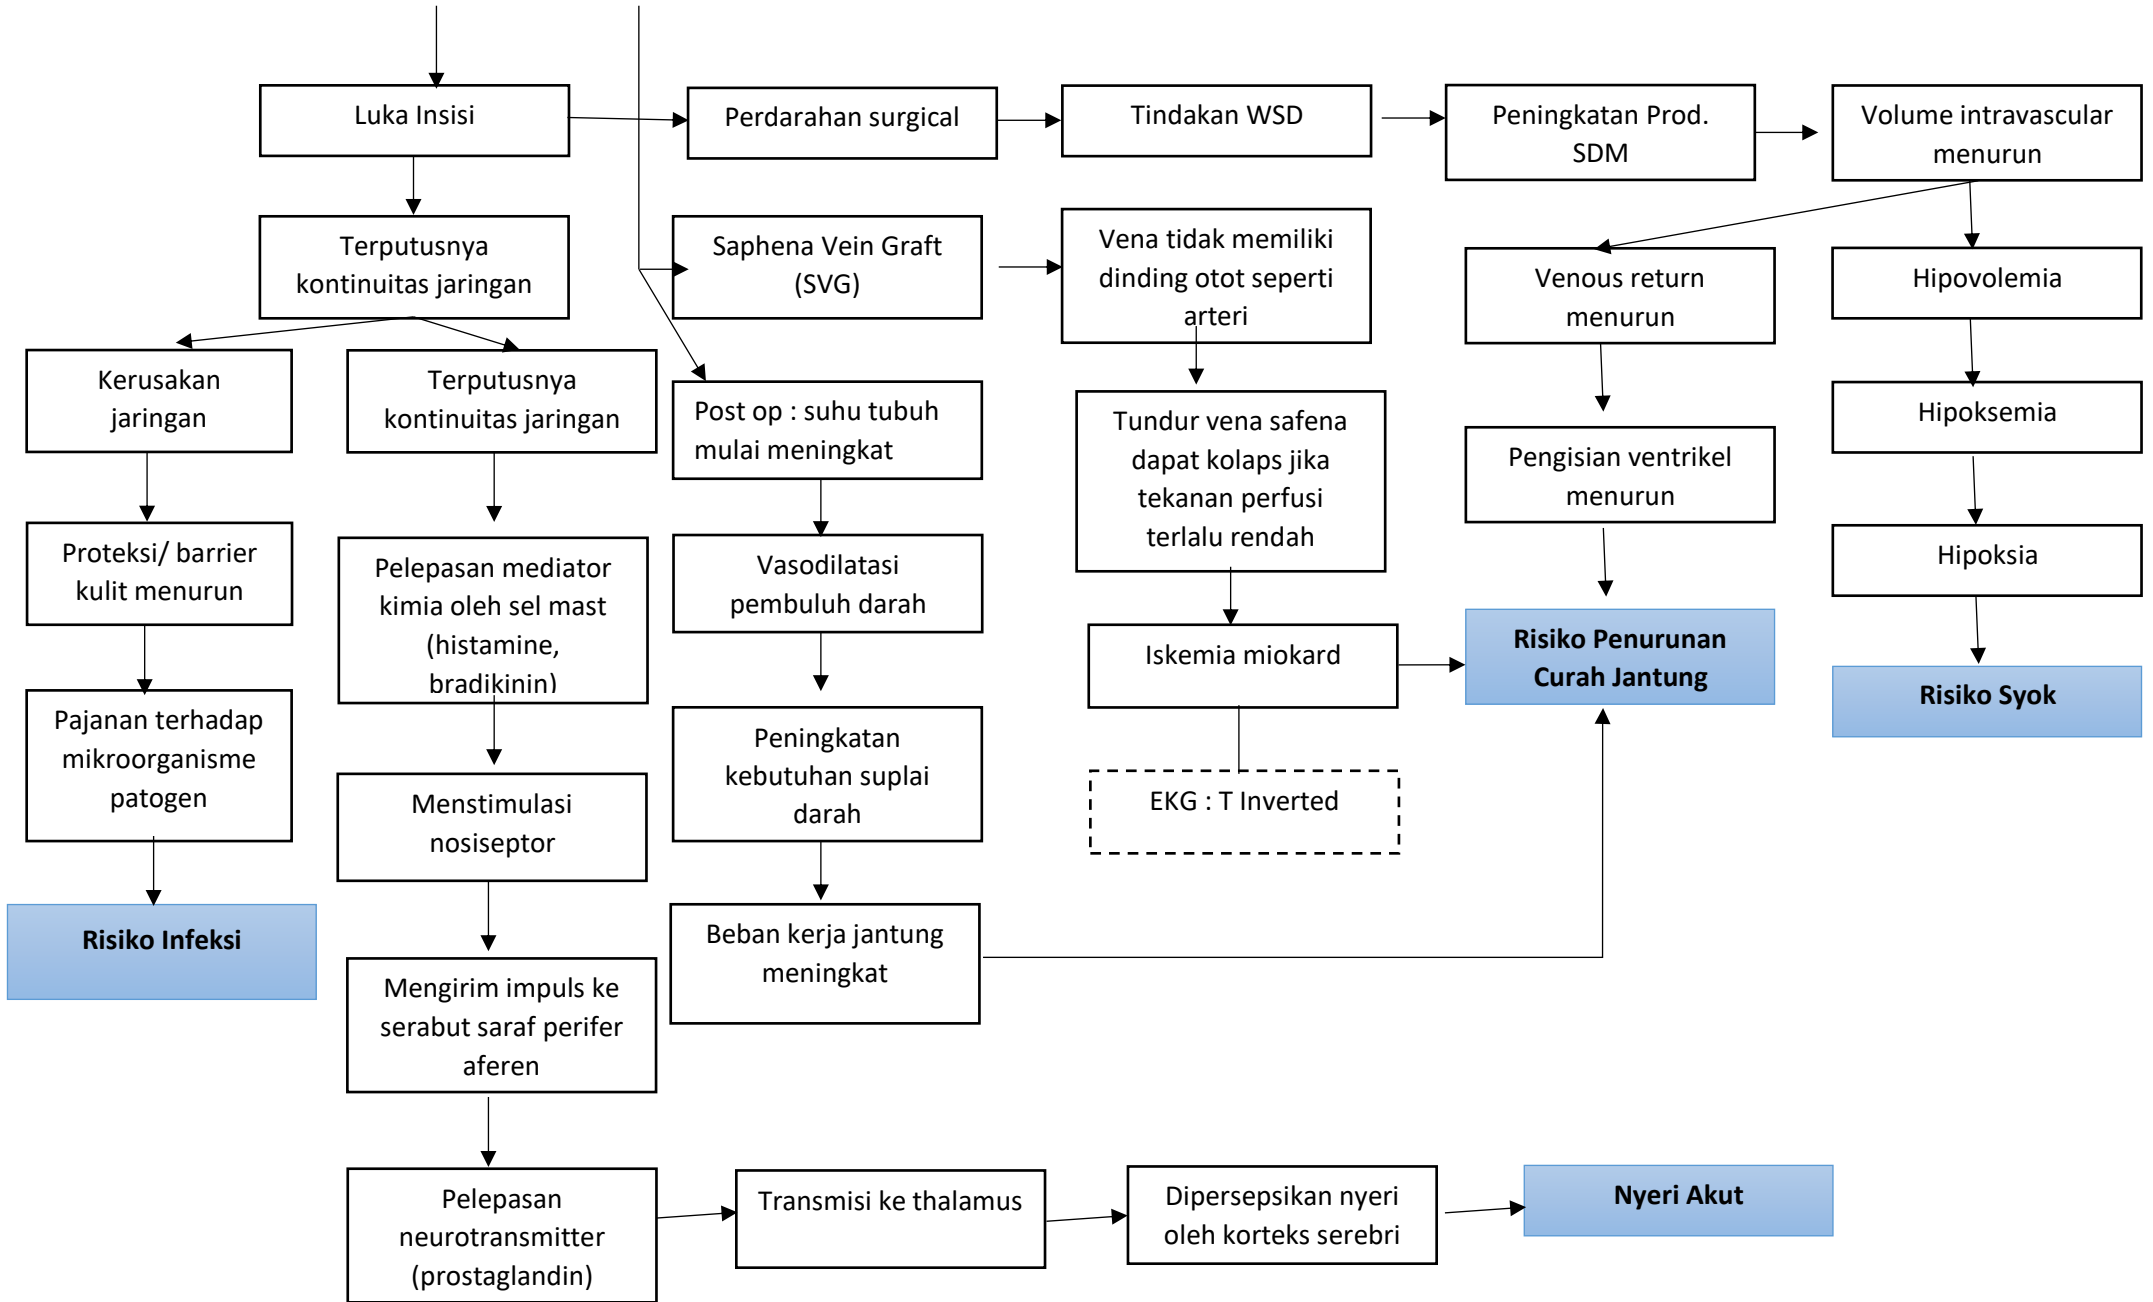 Luka Insisi
Perdarahan surgical
Tindakan WSD
Peningkatan Prod.
SDM
Volume intravascular
menurun
Terputusnya
kontinuitas jaringan
Saphena Vein Graft
(SVG)
Vena tidak memiliki
dinding otot seperti
arteri
Venous return
menurun
Hipovolemia
Kerusakan
jaringan
Terputusnya
kontinuitas jaringan
Post op : suhu tubuh
mulai meningkat
Tundur vena safena
dapat kolaps jika
tekanan perfusi
terlalu rendah
Pengisian ventrikel
menurun
Hipoksemia
Proteksi/ barrier
kulit menurun
Pelepasan mediator
kimia oleh sel mast
(histamine,
bradikinin)
Vasodilatasi
pembuluh darah
Iskemia miokard
Risiko Penurunan
Curah Jantung
Hipoksia
Risiko Syok
Pajanan terhadap
mikroorganisme
patogen
Menstimulasi
nosiseptor
Peningkatan
kebutuhan suplai
darah
EKG : T Inverted
Risiko Infeksi
Mengirim impuls ke
serabut saraf perifer
aferen
Beban kerja jantung
meningkat
Pelepasan
neurotransmitter
(prostaglandin)
Transmisi ke thalamus
Dipersepsikan nyeri
oleh korteks serebri
Nyeri Akut